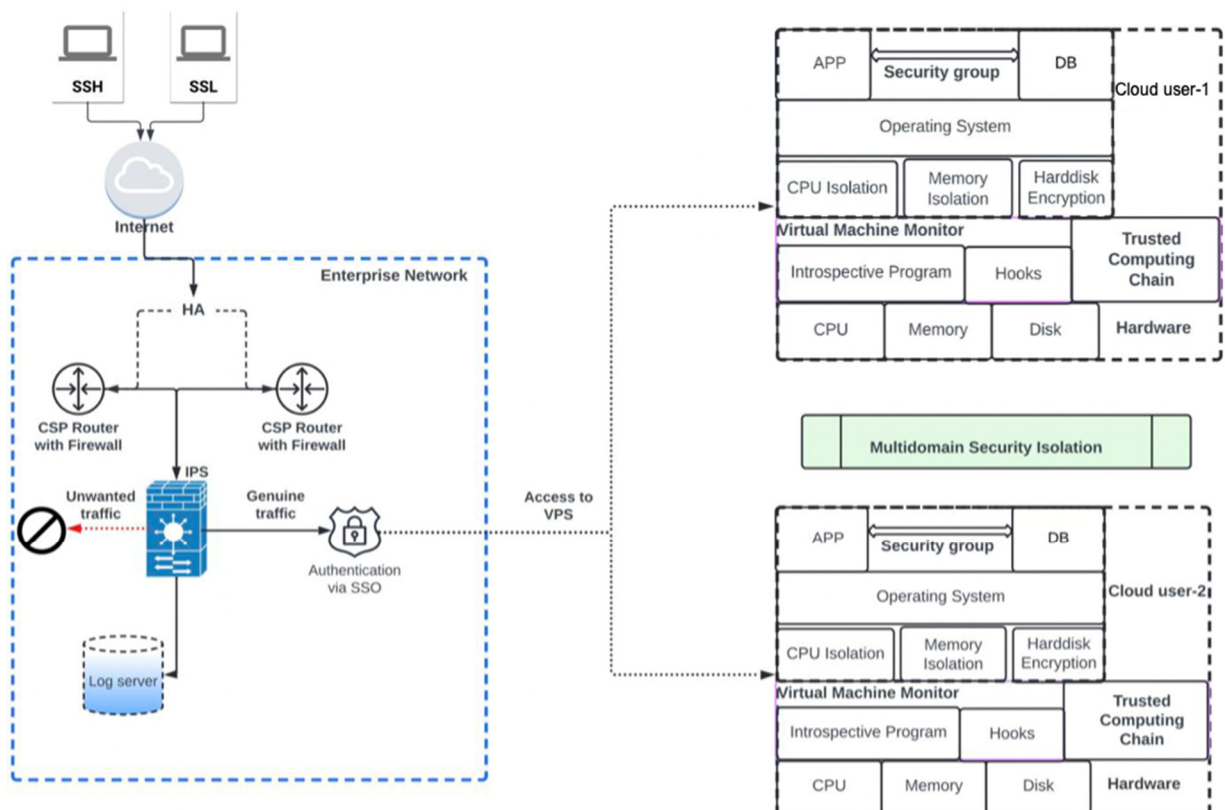 SSH
SSL
Internet
Enterprise Network
HA
CSP Router
with Firewall
CSP Router
with Firewall
IPS
Unwanted
traffic
Genuine
traffic
Authentication
via SSO
Log server
Access to
VPS
APP
Security group
DB
Cloud user-1
Operating System
CPU Isolation
Memory
Isolation
Harddisk
Encryption
Virtual Machine Monitor
Introspective Program
Hooks
Trusted
Computing
Chain
CPU
Memory
Disk
Hardware
Multidomain Security Isolation
APP
Security group
DB
Cloud user-2
Operating System
CPU Isolation
Memory
Isolation
Harddisk
Encryption
Virtual Machine Monitor
Introspective Program
Hooks
Trusted
Computing
Chain
CPU
Memory
Disk
Hardware